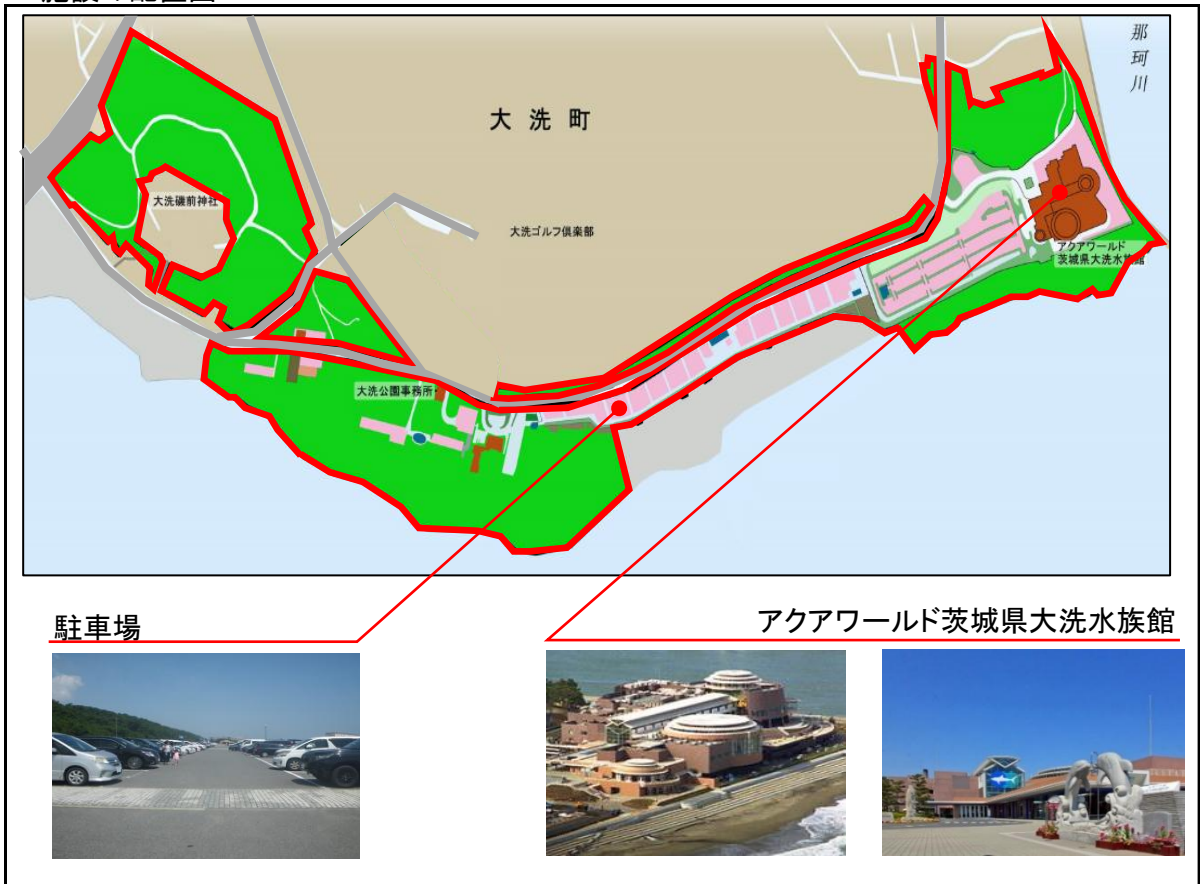 那珂川
大洗町
大洗磯前神社
大洗ゴルフ倶楽部
アクアワールド
茨城県大洗水族館
大洗公園事務所
駐車場
アクアワールド茨城県大洗水族館